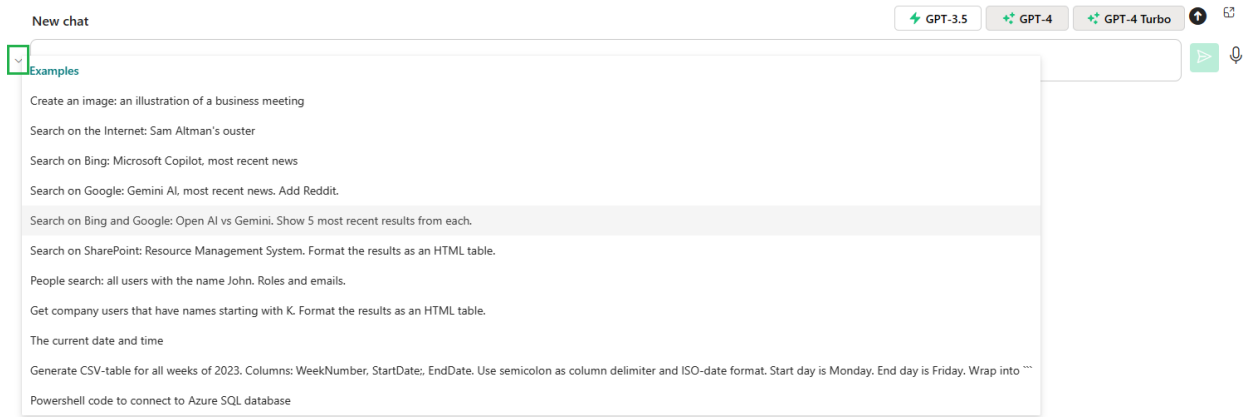 New chat
GPT-3.5
GPT-4
GPT-4 Turbo
Examples
Create an image: an illustration of a business meeting
Search on the Internet: Sam Altman's ouster
Search on Bing: Microsoft Copilot, most recent news
Search on Google: Gemini AI, most recent news. Add Reddit.
Search on Bing and Google: Open AI vs Gemini. Show 5 most recent results from each.
Search on SharePoint: Resource Management System. Format the results as an HTML table.
People search: all users with the name John. Roles and emails.
Get company users that have names starting with K. Format the results as an HTML table.
The current date and time
Generate CSV-table for all weeks of 2023. Columns: WeekNumber, StartDate;, EndDate. Use semicolon as column delimiter and ISO-date format. Start day is Monday. End day is Friday. Wrap into ```
Powershell code to connect to Azure SQL database